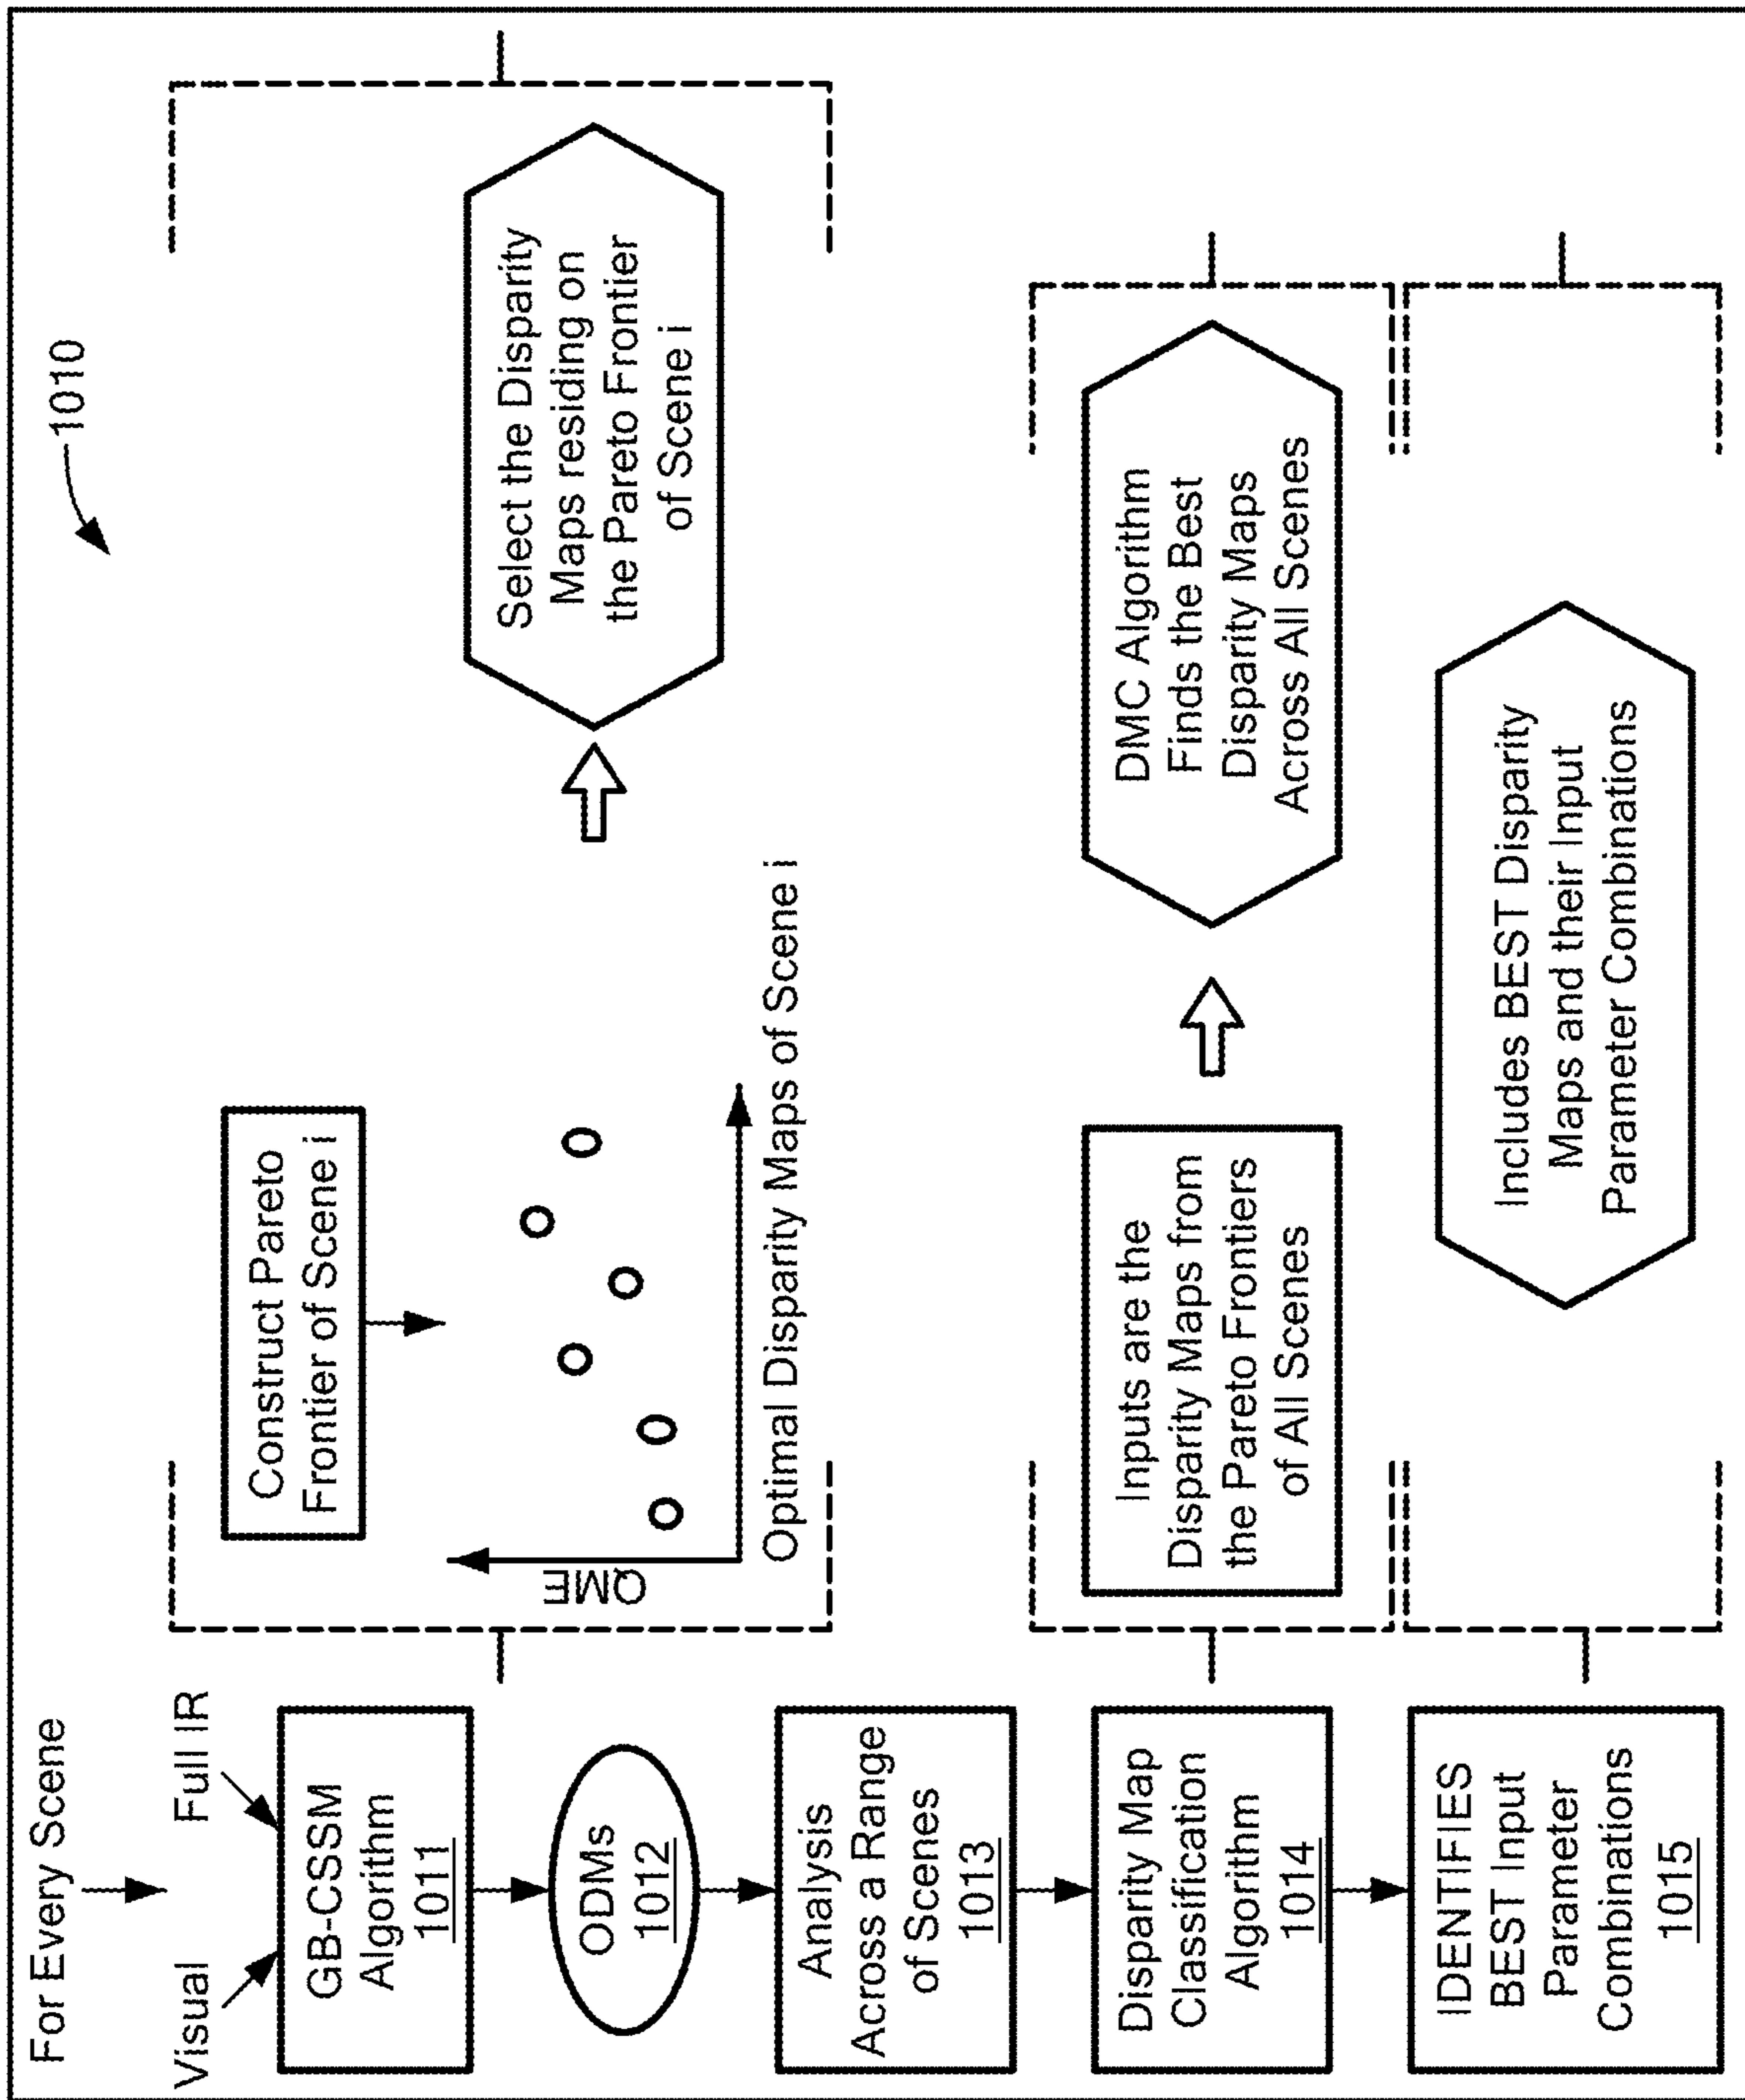 1010
For Every Scene
Visual
Full IR
GB-CSSM
Algorithm
1011
ODMs
1012
Analysis
Across a Range
of Scenes
1013
Disparity Map
Classification
Algorithm
1014
IDENTIFIES
BEST Input
Parameter
Combinations
1015
Construct Pareto
Frontier of Scene i
QME
Optimal Disparity Maps of Scene i
Select the Disparity
Maps residing on
the Pareto Frontier
of Scene i
Inputs are the
Disparity Maps from
the Pareto Frontiers
of All Scenes
DMC Algorithm
Finds the Best
Disparity Maps
Across All Scenes
Includes BEST Disparity
Maps and their Input
Parameter Combinations